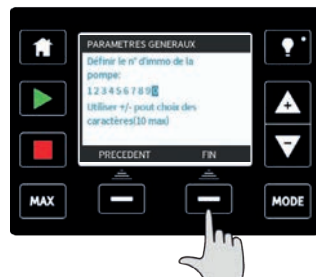 PARAMETRES GENERAUX
Définir le n° d'immo de la
pompe:
1234567890
Utiliser +/- pout choix des
caractères(10 max)
PRECEDENT FIN
MAX
MODE